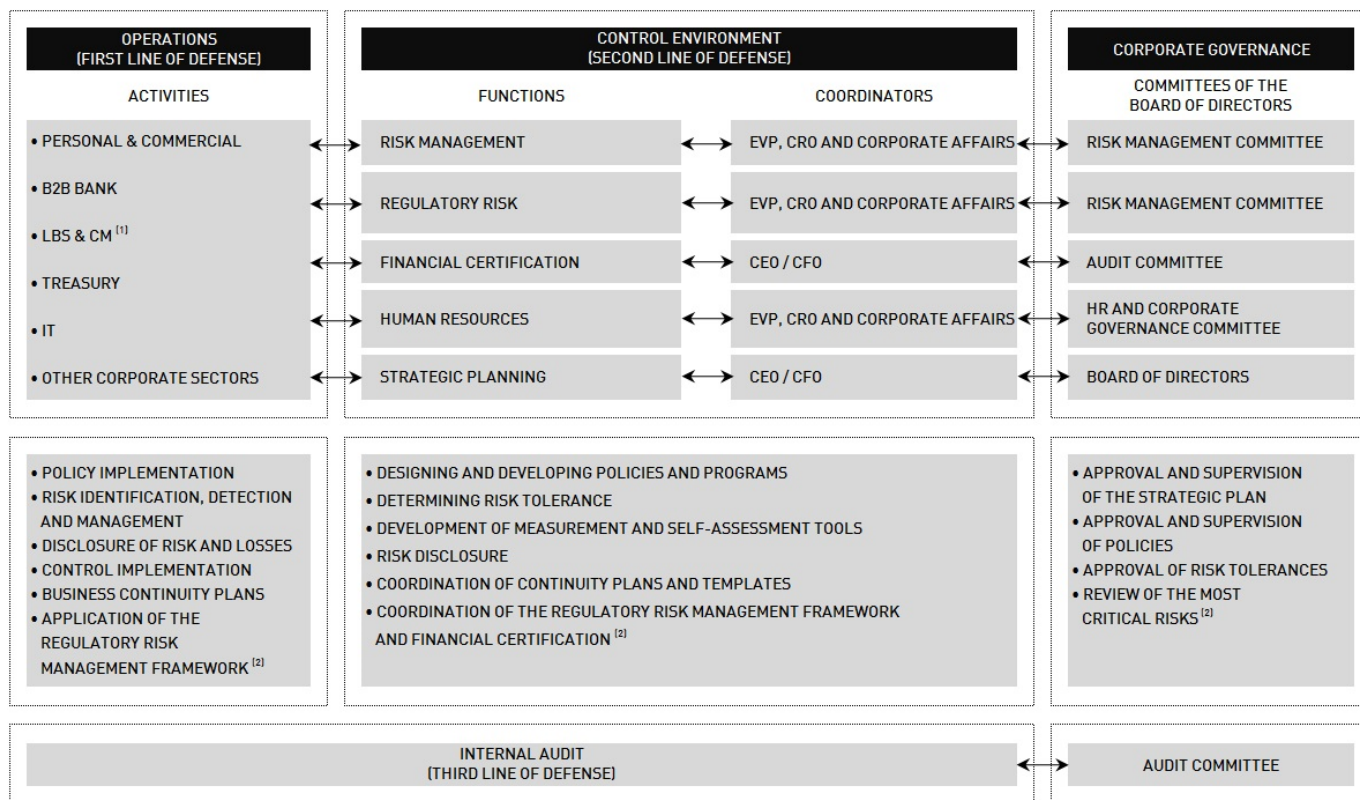 OPERATIONS
(FIRST LINE OF DEFENSE)
ACTIVITIES
• PERSONAL & COMMERCIAL
• B2B BANK
• LBS & CM (1)
• TREASURY
• IT
• OTHER CORPORATE SECTORS
CONTROL ENVIRONMENT
(SECOND LINE OF DEFENSE)
FUNCTIONS
COORDINATORS
RISK MANAGEMENT
EVP, CRO AND CORPORATE AFFAIRS
REGULATORY RISK
EVP, CRO AND CORPORATE AFFAIRS
FINANCIAL CERTIFICATION
CEO / CFO
HUMAN RESOURCES
EVP, CRO AND CORPORATE AFFAIRS
STRATEGIC PLANNING
CEO / CFO
CORPORATE GOVERNANCE
COMMITTEES OF THE
BOARD OF DIRECTORS
RISK MANAGEMENT COMMITTEE
RISK MANAGEMENT COMMITTEE
AUDIT COMMITTEE
HR AND CORPORATE
GOVERNANCE COMMITTEE
BOARD OF DIRECTORS
• POLICY IMPLEMENTATION
• RISK IDENTIFICATION, DETECTION
AND MANAGEMENT
• DISCLOSURE OF RISK AND LOSSES
• CONTROL IMPLEMENTATION
• BUSINESS CONTINUITY PLANS
• APPLICATION OF THE
REGULATORY RISK
MANAGEMENT FRAMEWORK (2)
• DESIGNING AND DEVELOPING POLICIES AND PROGRAMS
• DETERMINING RISK TOLERANCE
• DEVELOPMENT OF MEASUREMENT AND SELF-ASSESSMENT TOOLS
• RISK DISCLOSURE
• COORDINATION OF CONTINUITY PLANS AND TEMPLATES
• COORDINATION OF THE REGULATORY RISK MANAGEMENT FRAMEWORK
AND FINANCIAL CERTIFICATION (2)
• APPROVAL AND SUPERVISION
OF THE STRATEGIC PLAN
• APPROVAL AND SUPERVISION
OF POLICIES
• APPROVAL OF RISK TOLERANCES
• REVIEW OF THE MOST
CRITICAL RISKS (2)
INTERNAL AUDIT
(THIRD LINE OF DEFENSE)
AUDIT COMMITTEE